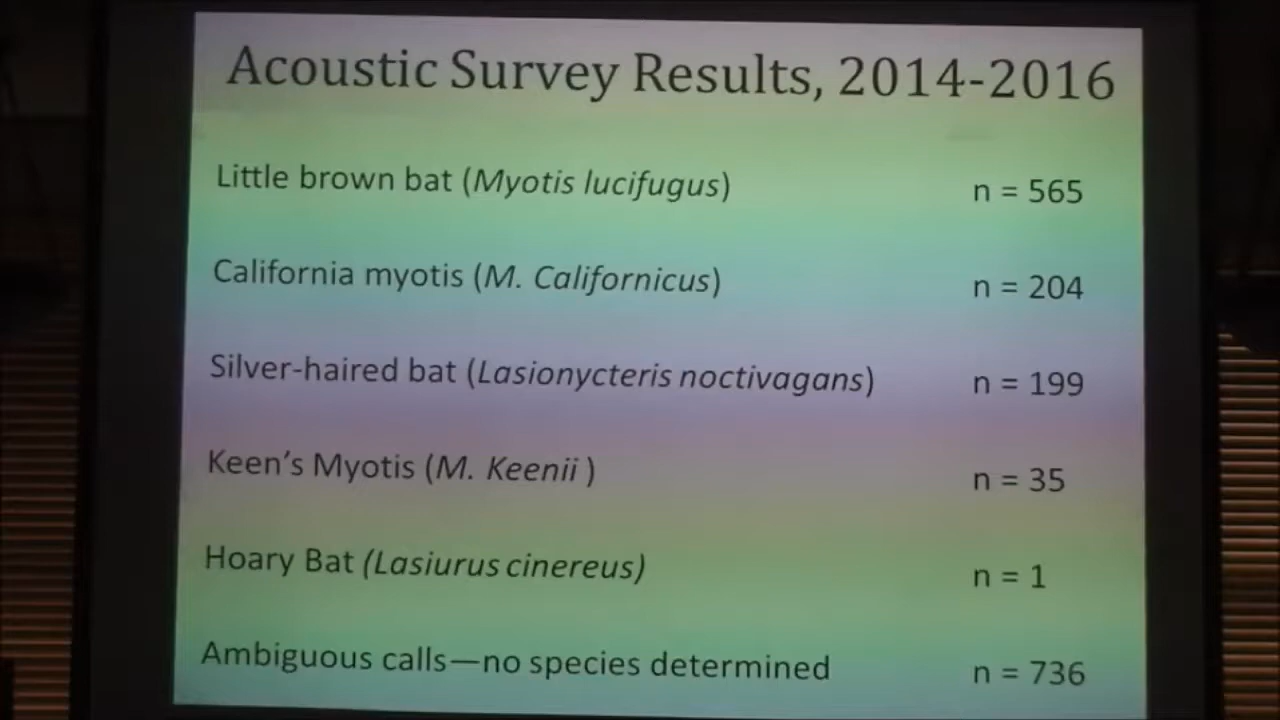 Acoustic Survey Results, 2014-2016
Little brown bat (Myotis lucifugus) n = 565
California myotis (M. Californicus) n = 204
Silver-haired bat (Lasionycteris noctivagans) n = 199
Keen's Myotis (M. Keenii ) n = 35
Hoary Bat (Lasiurus cinereus) n = 1
Ambiguous calls—no species determined n = 736